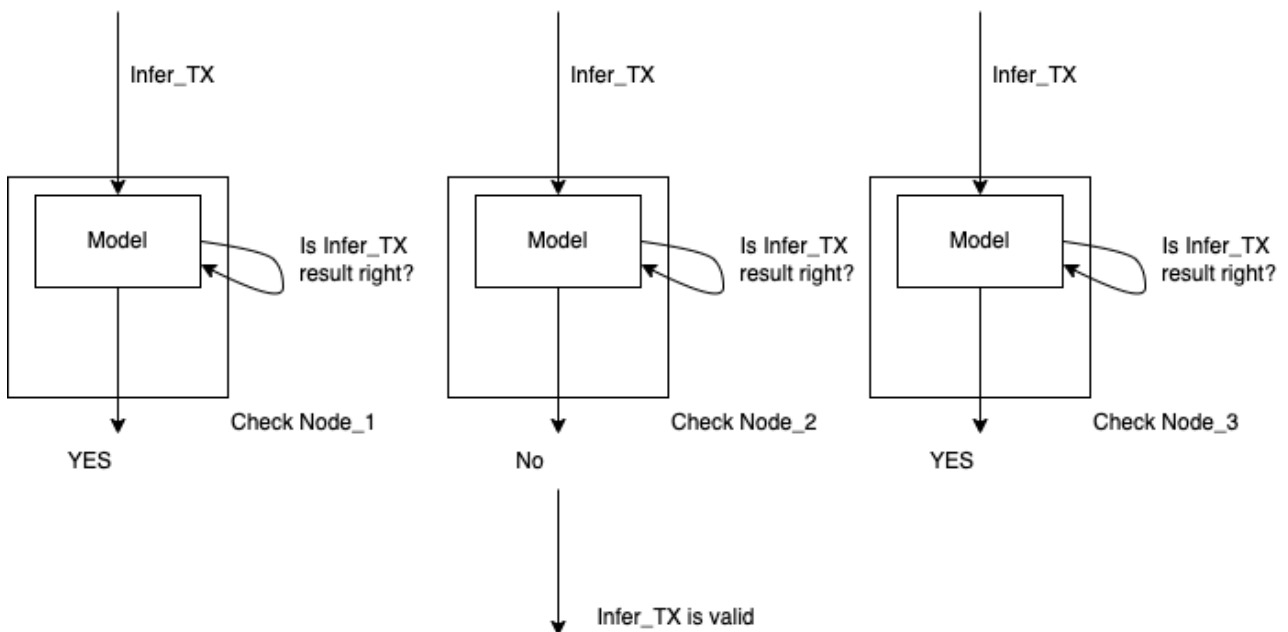 Infer_TX
Infer_TX
Infer_TX
Model
Is Infer_TX
result right?
Model
Is Infer_TX
result right?
Model
Is Infer_TX
result right?
Check Node_1
Check Node_2
Check Node_3
YES
No
YES
Infer_TX is valid